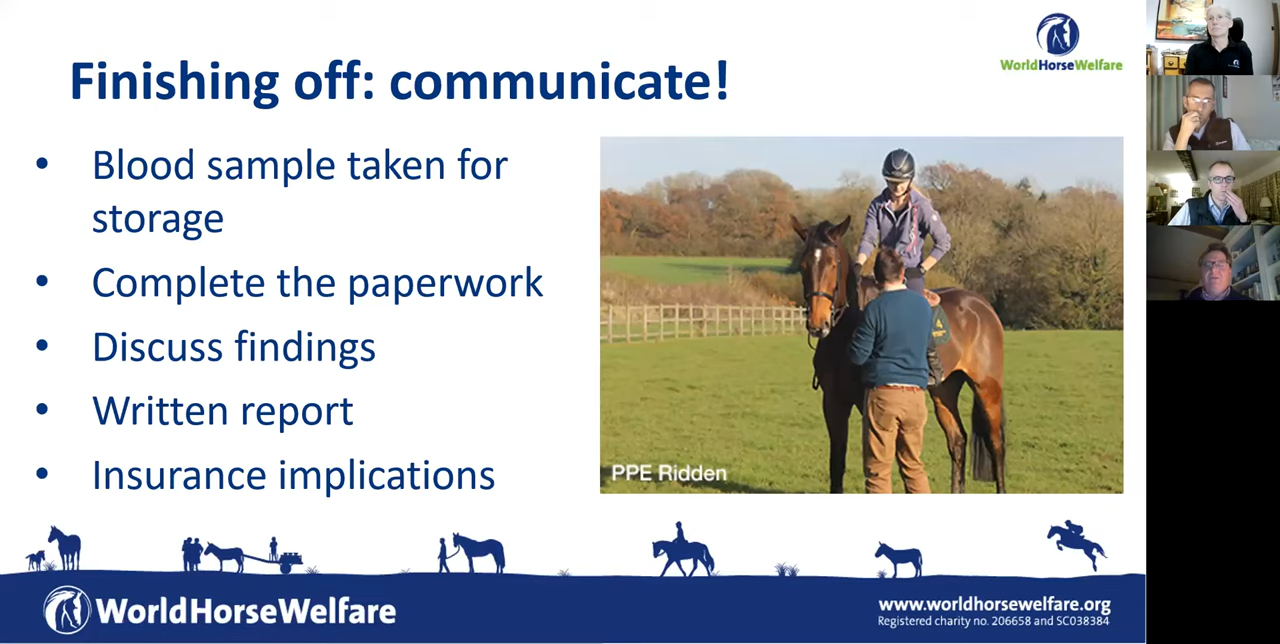 Finishing off: communicate!
WorldHorseWelfare
• Blood sample taken for
storage
• Complete the paperwork
• Discuss findings
• Written report
• Insurance implications
PPE Ridden
WorldHorseWelfare
www.worldhorsewelfare.org
Registered charity no. 206658 and SC038384